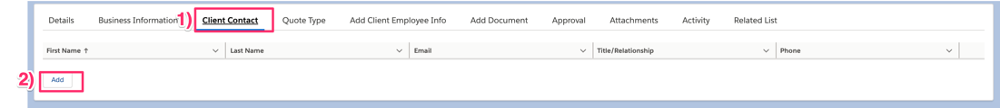 Details Business Information 1) Client Contact Quote Type Add Client Employee Info Add Document Approval Attachments Activity Related List
First Name ↑ Last Name Email Title/Relationship Phone
2) Add